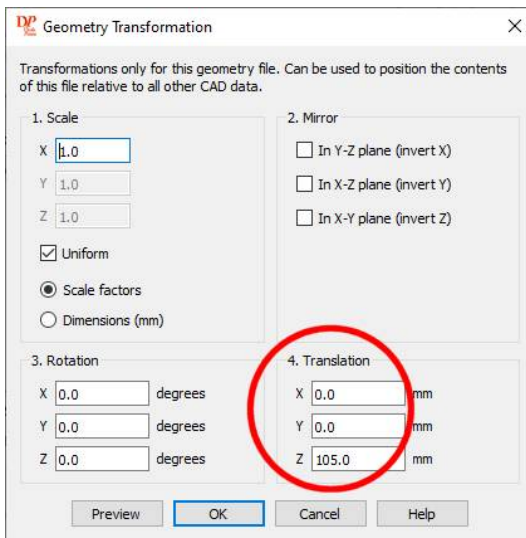 DP Geometry Transformation
Transformations only for this geometry file. Can be used to position the contents
of this file relative to all other CAD data.
1. Scale
X 1.0
Y 1.0
Z 1.0
Uniform
Scale factors
Dimensions (mm)
2. Mirror
In Y-Z plane (invert X)
In X-Z plane (invert Y)
In X-Y plane (invert Z)
3. Rotation
X 0.0 degrees
Y 0.0 degrees
Z 0.0 degrees
4. Translation
X 0.0 mm
Y 0.0 mm
Z 105.0 mm
Preview OK Cancel Help